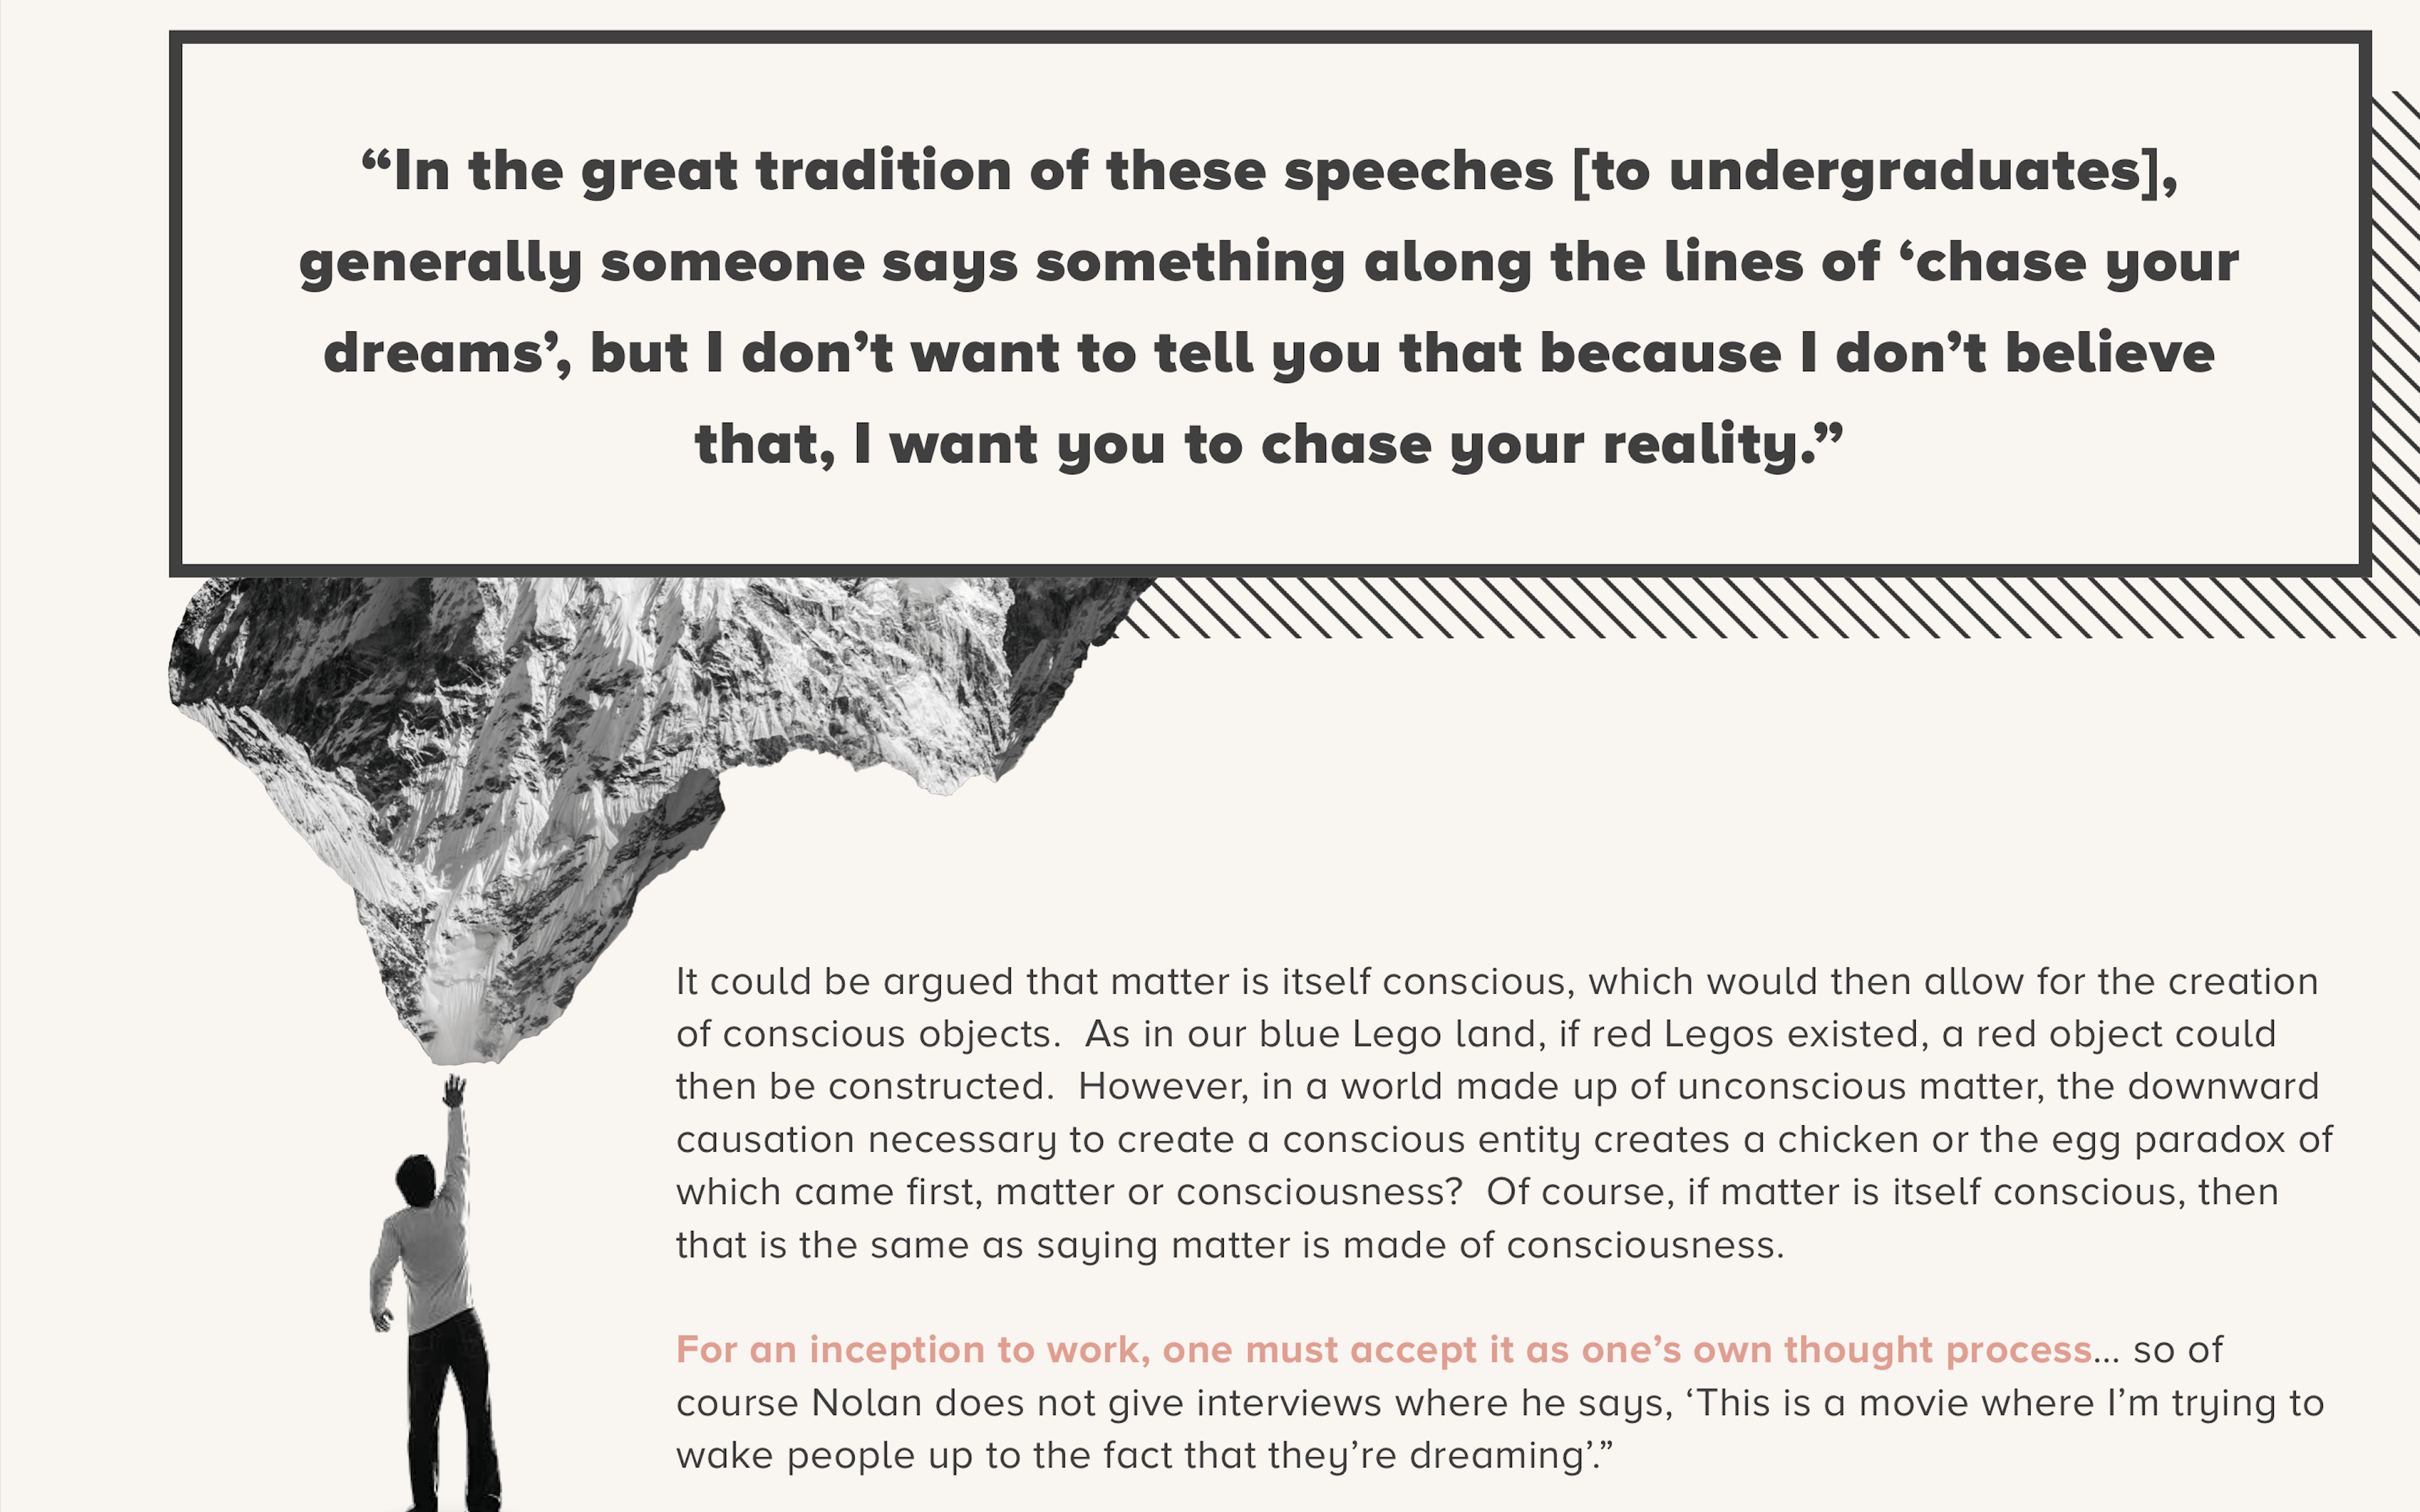 “In the great tradition of these speeches [to undergraduates],
generally someone says something along the lines of ‘chase your
dreams’, but I don’t want to tell you that because I don’t believe
that, I want you to chase your reality.”
It could be argued that matter is itself conscious, which would then allow for the creation
of conscious objects.  As in our blue Lego land, if red Legos existed, a red object could
then be constructed.  However, in a world made up of unconscious matter, the downward
causation necessary to create a conscious entity creates a chicken or the egg paradox of
which came first, matter or consciousness?  Of course, if matter is itself conscious, then
that is the same as saying matter is made of consciousness.
For an inception to work, one must accept it as one’s own thought process… so of
course Nolan does not give interviews where he says, ‘This is a movie where I’m trying to
wake people up to the fact that they’re dreaming’.”